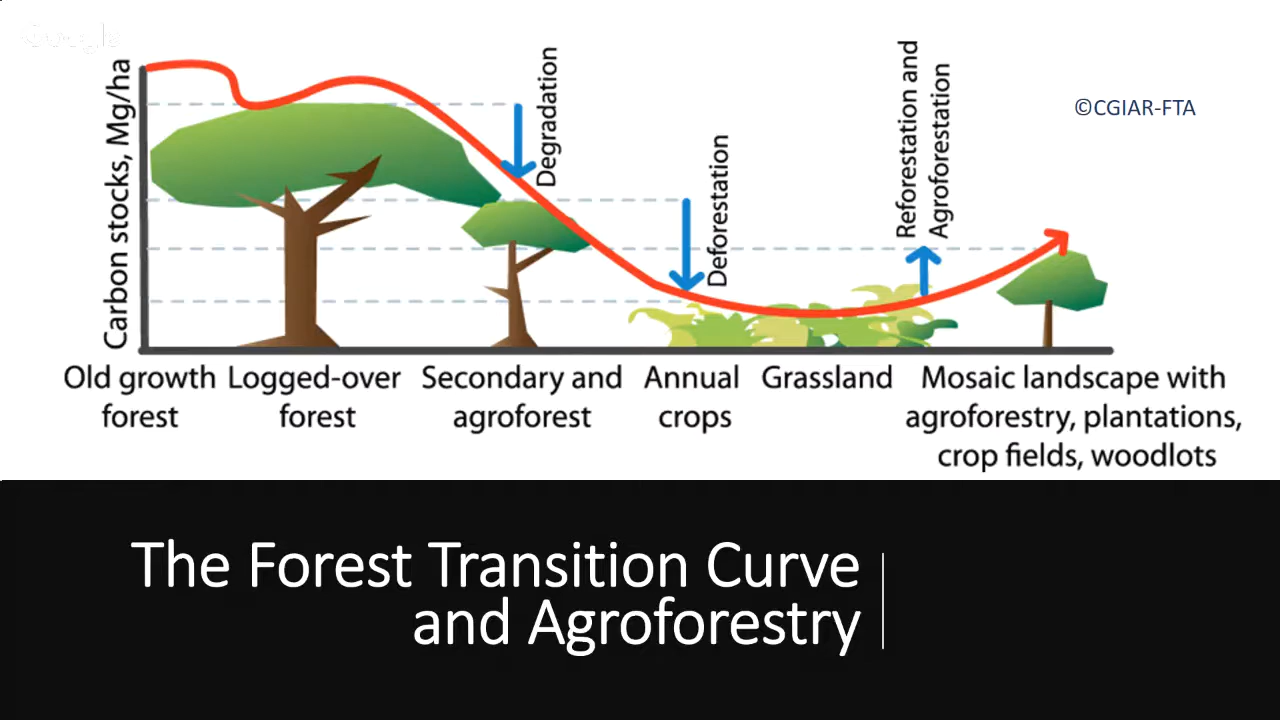 Google
Carbon stocks, Mg/ha
Degradation
Deforestation
Reforestation and
Agroforestation
©CGIAR-FTA
Old growth
forest
Logged-over
forest
Secondary and
agroforest
Annual
crops
Grassland
Mosaic landscape with
agroforestry, plantations,
crop fields, woodlots
The Forest Transition Curve
and Agroforestry